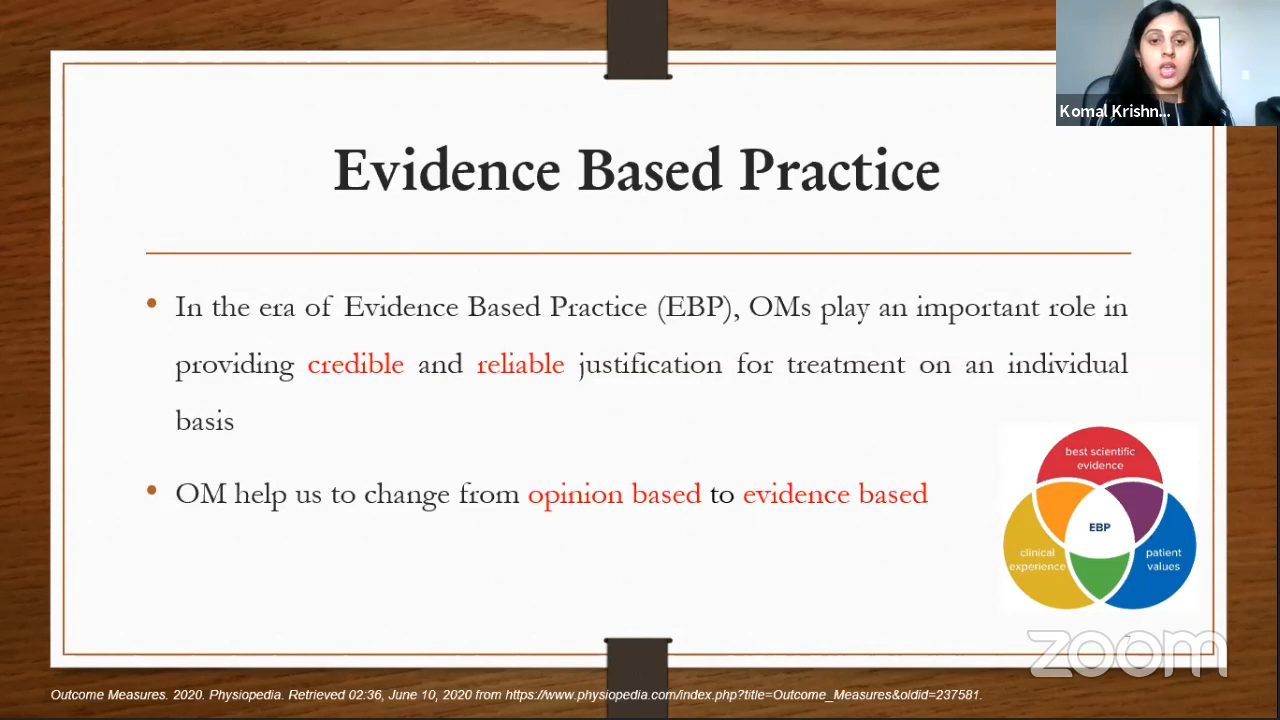 Komal Krishn...
Evidence Based Practice
• In the era of Evidence Based Practice (EBP), OMs play an important role in
providing credible and reliable justification for treatment on an individual
basis
• OM help us to change from opinion based to evidence based
best scientific
evidence
EBP
clinical
experience
patient
values
zoom
Outcome Measures. 2020. Physiopedia. Retrieved 02:36, June 10, 2020 from https://www.physiopedia.com/index.php?title=Outcome_Measures&oldid=237581.